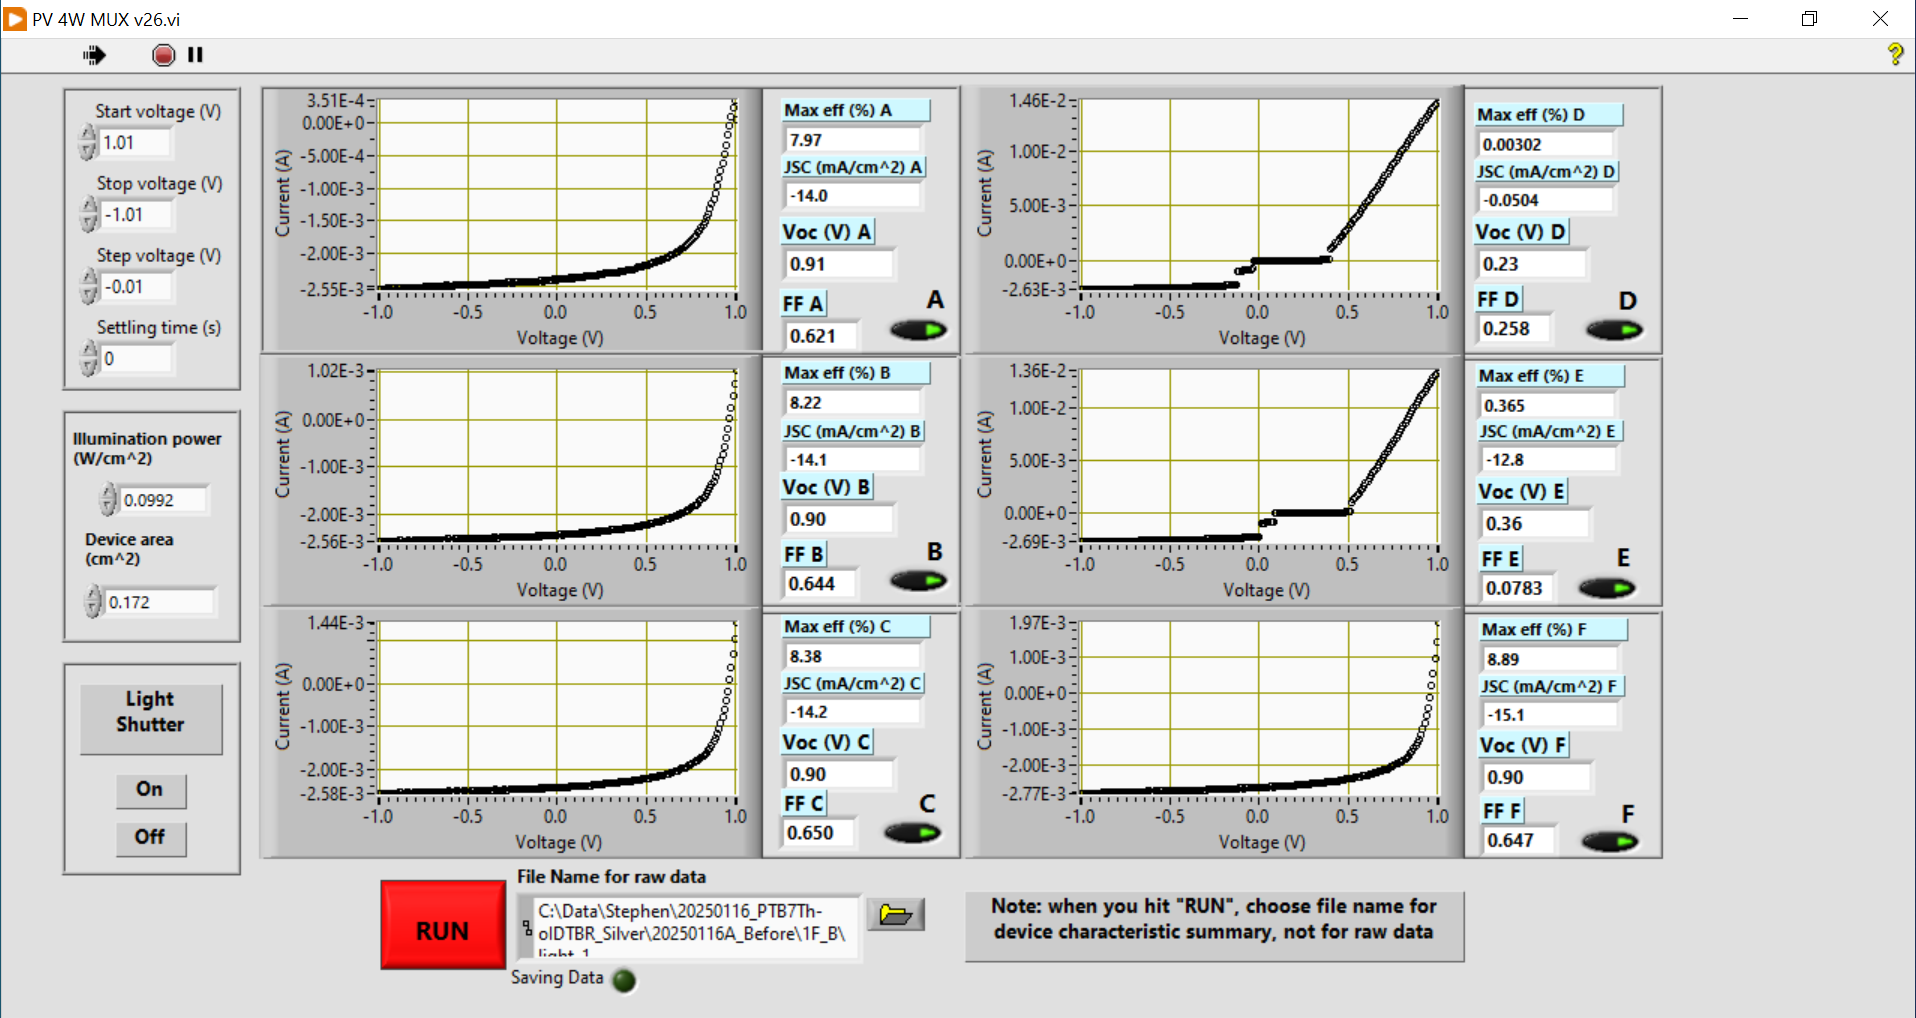 PV 4W MUX v26.vi
Start voltage (V)
1.01
Stop voltage (V)
-1.01
Step voltage (V)
-0.01
Settling time (s)
0
Illumination power
(W/cm^2)
0.0992
Device area
(cm^2)
0.172
Light
Shutter
On
Off
3.51E-4
0.00E+0
-5.00E-4
-1.00E-3
-1.50E-3
-2.00E-3
-2.55E-3
Current (A)
-1.0 -0.5 0.0 0.5 1.0
Voltage (V)
Max eff (%) A
7.97
JSC (mA/cm^2) A
-14.0
Voc (V) A
0.91
FF A
0.621
A
1.46E-2
1.00E-2
5.00E-3
0.00E+0
-2.63E-3
Current (A)
-1.0 -0.5 0.0 0.5 1.0
Voltage (V)
Max eff (%) D
0.00302
JSC (mA/cm^2) D
-0.0504
Voc (V) D
0.23
FF D
0.258
D
1.02E-3
0.00E+0
-1.00E-3
-2.00E-3
-2.56E-3
Current (A)
-1.0 -0.5 0.0 0.5 1.0
Voltage (V)
Max eff (%) B
8.22
JSC (mA/cm^2) B
-14.1
Voc (V) B
0.90
FF B
0.644
B
1.36E-2
1.00E-2
5.00E-3
0.00E+0
-2.69E-3
Current (A)
-1.0 -0.5 0.0 0.5 1.0
Voltage (V)
Max eff (%) E
0.365
JSC (mA/cm^2) E
-12.8
Voc (V) E
0.36
FF E
0.0783
E
1.44E-3
0.00E+0
-1.00E-3
-2.00E-3
-2.58E-3
Current (A)
-1.0 -0.5 0.0 0.5 1.0
Voltage (V)
Max eff (%) C
8.38
JSC (mA/cm^2) C
-14.2
Voc (V) C
0.90
FF C
0.650
C
1.97E-3
1.00E-3
0.00E+0
-1.00E-3
-2.00E-3
-2.77E-3
Current (A)
-1.0 -0.5 0.0 0.5 1.0
Voltage (V)
Max eff (%) F
8.89
JSC (mA/cm^2) F
-15.1
Voc (V) F
0.90
FF F
0.647
F
RUN
File Name for raw data
C:\Data\Stephen\20250116_PTB7Th-
oIDTBR_Silver\20250116A_Before\1F_B\
light_1
Saving Data
Note: when you hit "RUN", choose file name for
device characteristic summary, not for raw data